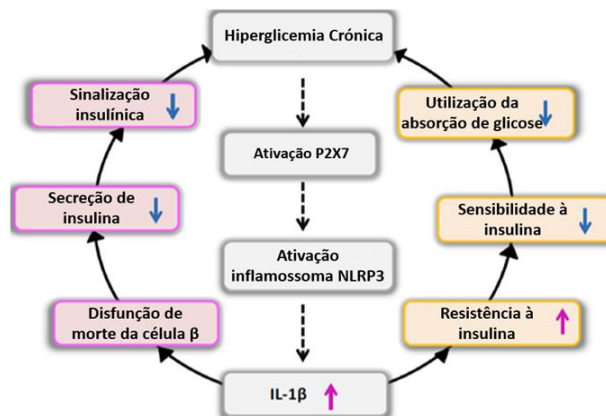 Hiperglicemia Crónica
Sinalização
insulínica
Utilização da
absorção de glicose
Ativação P2X7
Secreção de
insulina
Sensibilidade à
insulina
Ativação
inflamossoma NLRP3
Disfunção de
morte da célula β
Resistência à
insulina
IL-1β